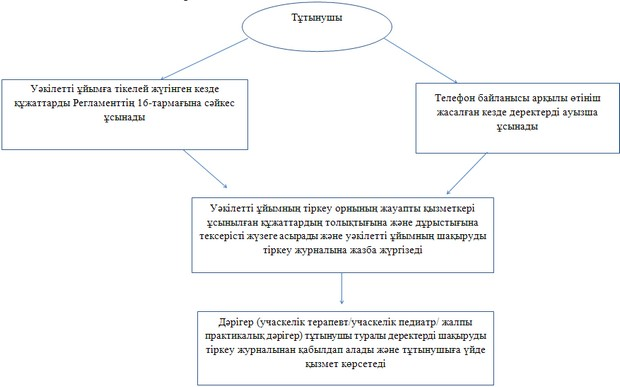 Тұтынушы
Уәкілетті ұйымға тікелей жүгінген кезде
құжаттарды Регламенттің 16-тармағына сәйкес
ұсынады
Телефон байланысы арқылы өтініш
жасалған кезде деректерді ауызша
ұсынады
Уәкілетті ұйымның тіркеу орнының жауапты қызметкері
ұсынылған құжаттардың толықтығына және дұрыстығына
тексерісті жүзеге асырады және уәкілетті ұйымның шақыруды
тіркеу журналына жазба жүргізеді
Дәрігер (учаскелік терапевт/учаскелік педиатр/ жалпы
практикалық дәрігер) тұтынушы туралы деректерді шақыруды
тіркеу журналынан қабылдап алады және тұтынушыға үйде
қызмет көрсетеді